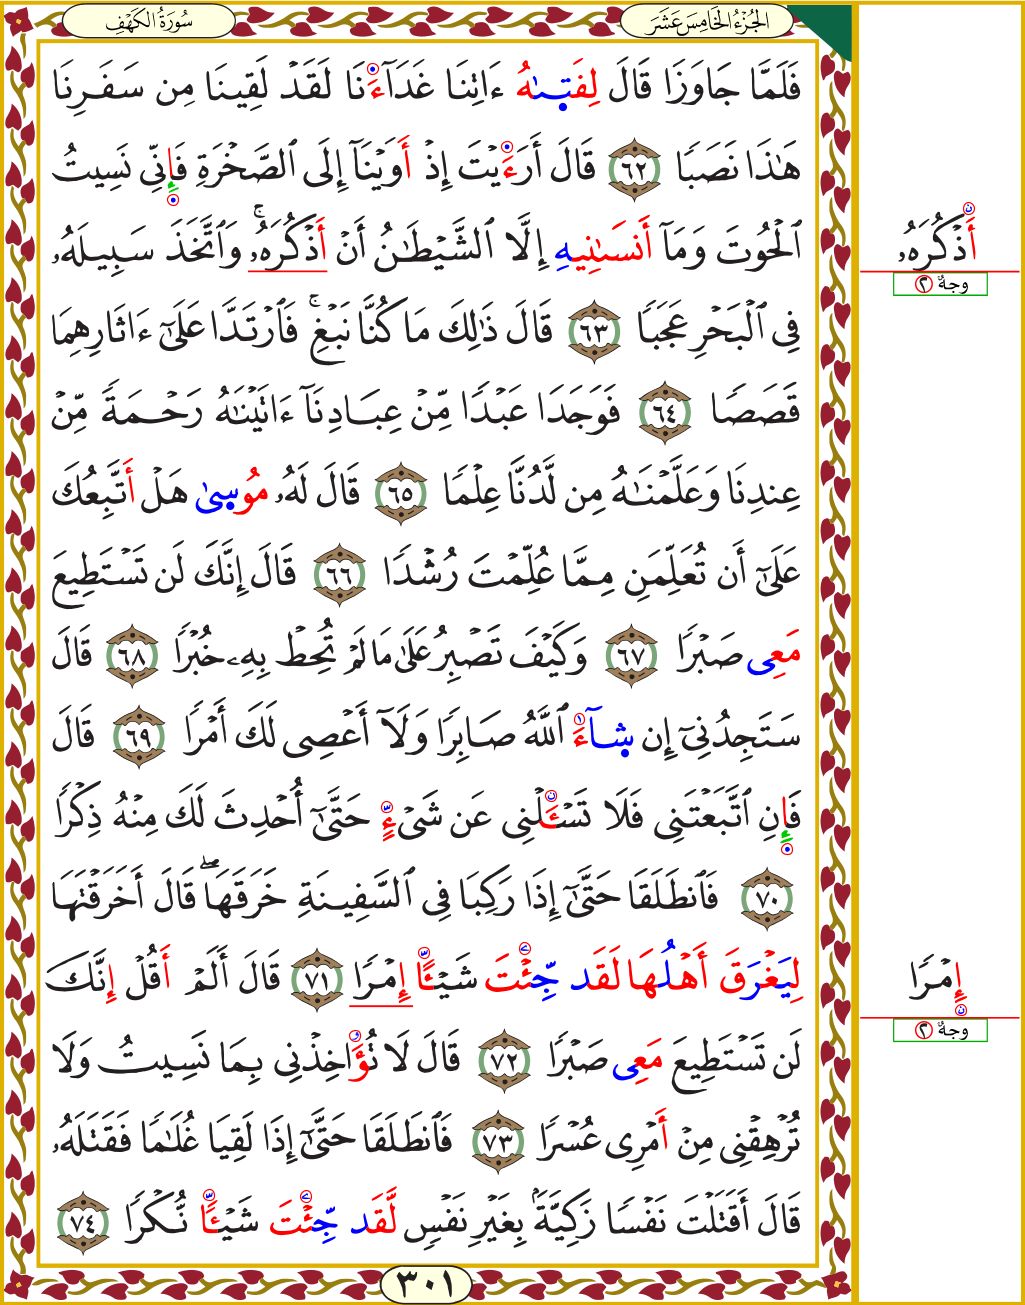 سُورَةُ الكَهْفِ
الجُزْءُ الخَامِسَ عَشَرَ
فَلَمَّا جَاوَزَا قَالَ لِفَتَىٰهُ ءَاتِنَا غَدَآءَنَا لَقَدْ لَقِينَا مِن سَفَرِنَا
هَٰذَا نَصَبًا ٦٢ قَالَ أَرَءَيْتَ إِذْ أَوَيْنَآ إِلَى ٱلصَّخْرَةِ فَإِنِّى نَسِيتُ
ٱلْحُوتَ وَمَآ أَنسَىٰنِيهِ إِلَّا ٱلشَّيْطَٰنُ أَنْ أَذْكُرَهُۥۚ وَٱتَّخَذَ سَبِيلَهُۥ
أَذْكُرَهُۥ
وجهٌ ٢
فِى ٱلْبَحْرِ عَجَبًا ٦٣ قَالَ ذَٰلِكَ مَا كُنَّا نَبْغِۚ فَٱرْتَدَّا عَلَىٰٓ ءَاثَارِهِمَا
قَصَصًا ٦٤ فَوَجَدَا عَبْدًا مِّنْ عِبَادِنَآ ءَاتَيْنَٰهُ رَحْمَةً مِّنْ
عِندِنَا وَعَلَّمْنَٰهُ مِن لَّدُنَّا عِلْمًا ٦٥ قَالَ لَهُۥ مُوسَىٰ هَلْ أَتَّبِعُكَ
عَلَىٰٓ أَن تُعَلِّمَنِ مِمَّا عُلِّمْتَ رُشْدًا ٦٦ قَالَ إِنَّكَ لَن تَسْتَطِيعَ
مَعِى صَبْرًا ٦٧ وَكَيْفَ تَصْبِرُ عَلَىٰ مَا لَمْ تُحِطْ بِهِۦ خُبْرًا ٦٨ قَالَ
سَتَجِدُنِىٓ إِن شَآءَ ٱللَّهُ صَابِرًا وَلَآ أَعْصِى لَكَ أَمْرًا ٦٩ قَالَ
فَإِنِ ٱتَّبَعْتَنِى فَلَا تَسْـَٔلْنِى عَن شَىْءٍ حَتَّىٰٓ أُحْدِثَ لَكَ مِنْهُ ذِكْرًا
٧٠ فَٱنطَلَقَا حَتَّىٰٓ إِذَا رَكِبَا فِى ٱلسَّفِينَةِ خَرَقَهَاۖ قَالَ أَخَرَقْتَهَا
لِيَغْرَقَ أَهْلُهَا لَقَد جِّئْتَ شَيْـًٔا إِمْرًا ٧١ قَالَ أَلَمْ أَقُلْ إِنَّكَ
إِمْرًا
وجهٌ ٢
لَن تَسْتَطِيعَ مَعِى صَبْرًا ٧٢ قَالَ لَا تُؤَاخِذْنِى بِمَا نَسِيتُ وَلَا
تُرْهِقْنِى مِنْ أَمْرِى عُسْرًا ٧٣ فَٱنطَلَقَا حَتَّىٰٓ إِذَا لَقِيَا غُلَٰمًا فَقَتَلَهُۥ
قَالَ أَقَتَلْتَ نَفْسًا زَكِيَّةًۢ بِغَيْرِ نَفْسٍ لَّقَد جِّئْتَ شَيْـًٔا نُّكْرًا ٧٤
٣٠١